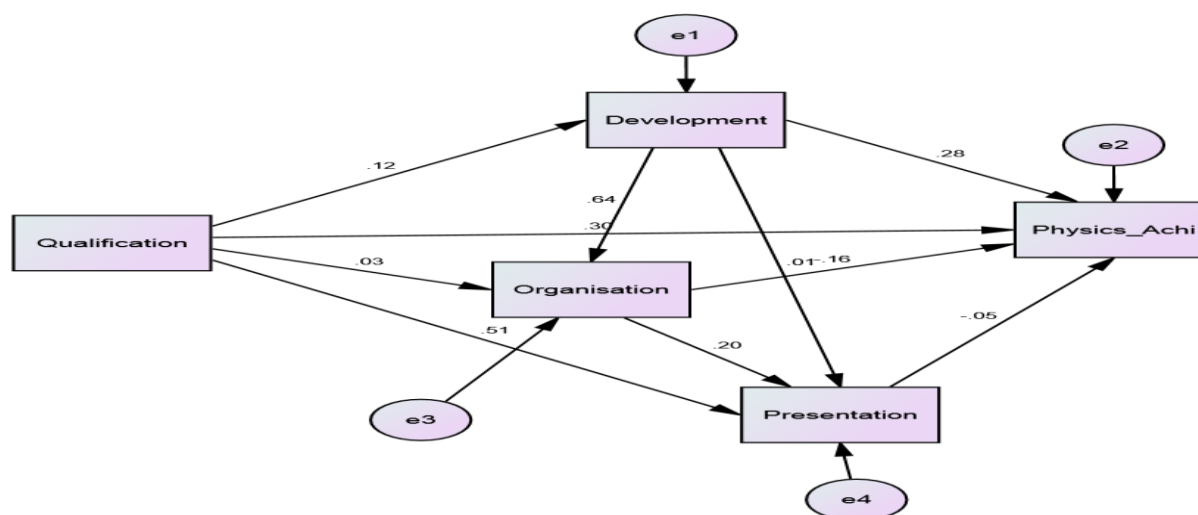 e1
Development
e2
.12
.28
.64
Qualification
.30
Physics_Achi
.03
.01
-.16
Organisation
.51
.20
-.05
Presentation
e3
e4